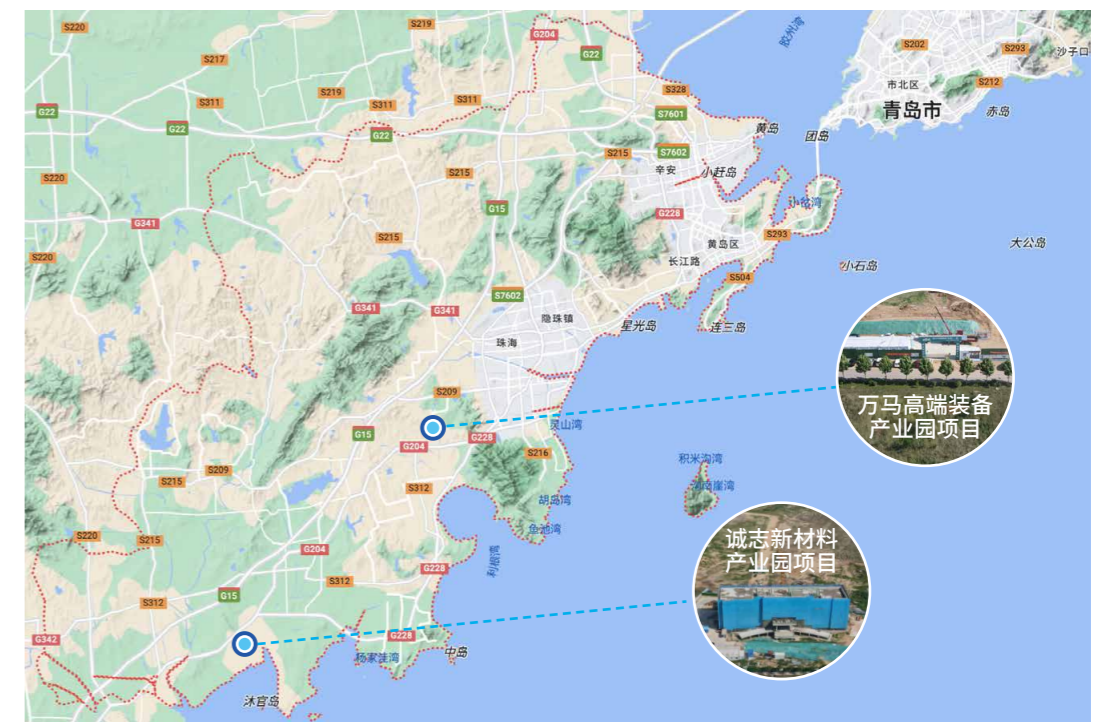 S220
S219
G204
胶州湾
S202
S293
沙子口
S217
G22
市北区
S212
青岛市
赤岛
S219
S311
S311
S311
S328
S7601
G22
G22
G22
黄岛
团岛
S215
S7602
辛安
小赶岛
S220
S215
G15
G228
小岔湾
G341
S215
黄岛区
S293
大公岛
S220
长江路
小石岛
S504
S7602
G341
G341
隐珠镇
星光岛
连三岛
珠海
S209
万马高端装备
产业园项目
灵山湾
G15
G204
G228
S216
积米沟湾
S209
S215
S312
胡岛湾
鱼池湾
S220
S215
G204
利根湾
诚志新材料
产业园项目
G228
S312
G15
S312
G342
G228
中岛
杨家洼湾
沐官岛